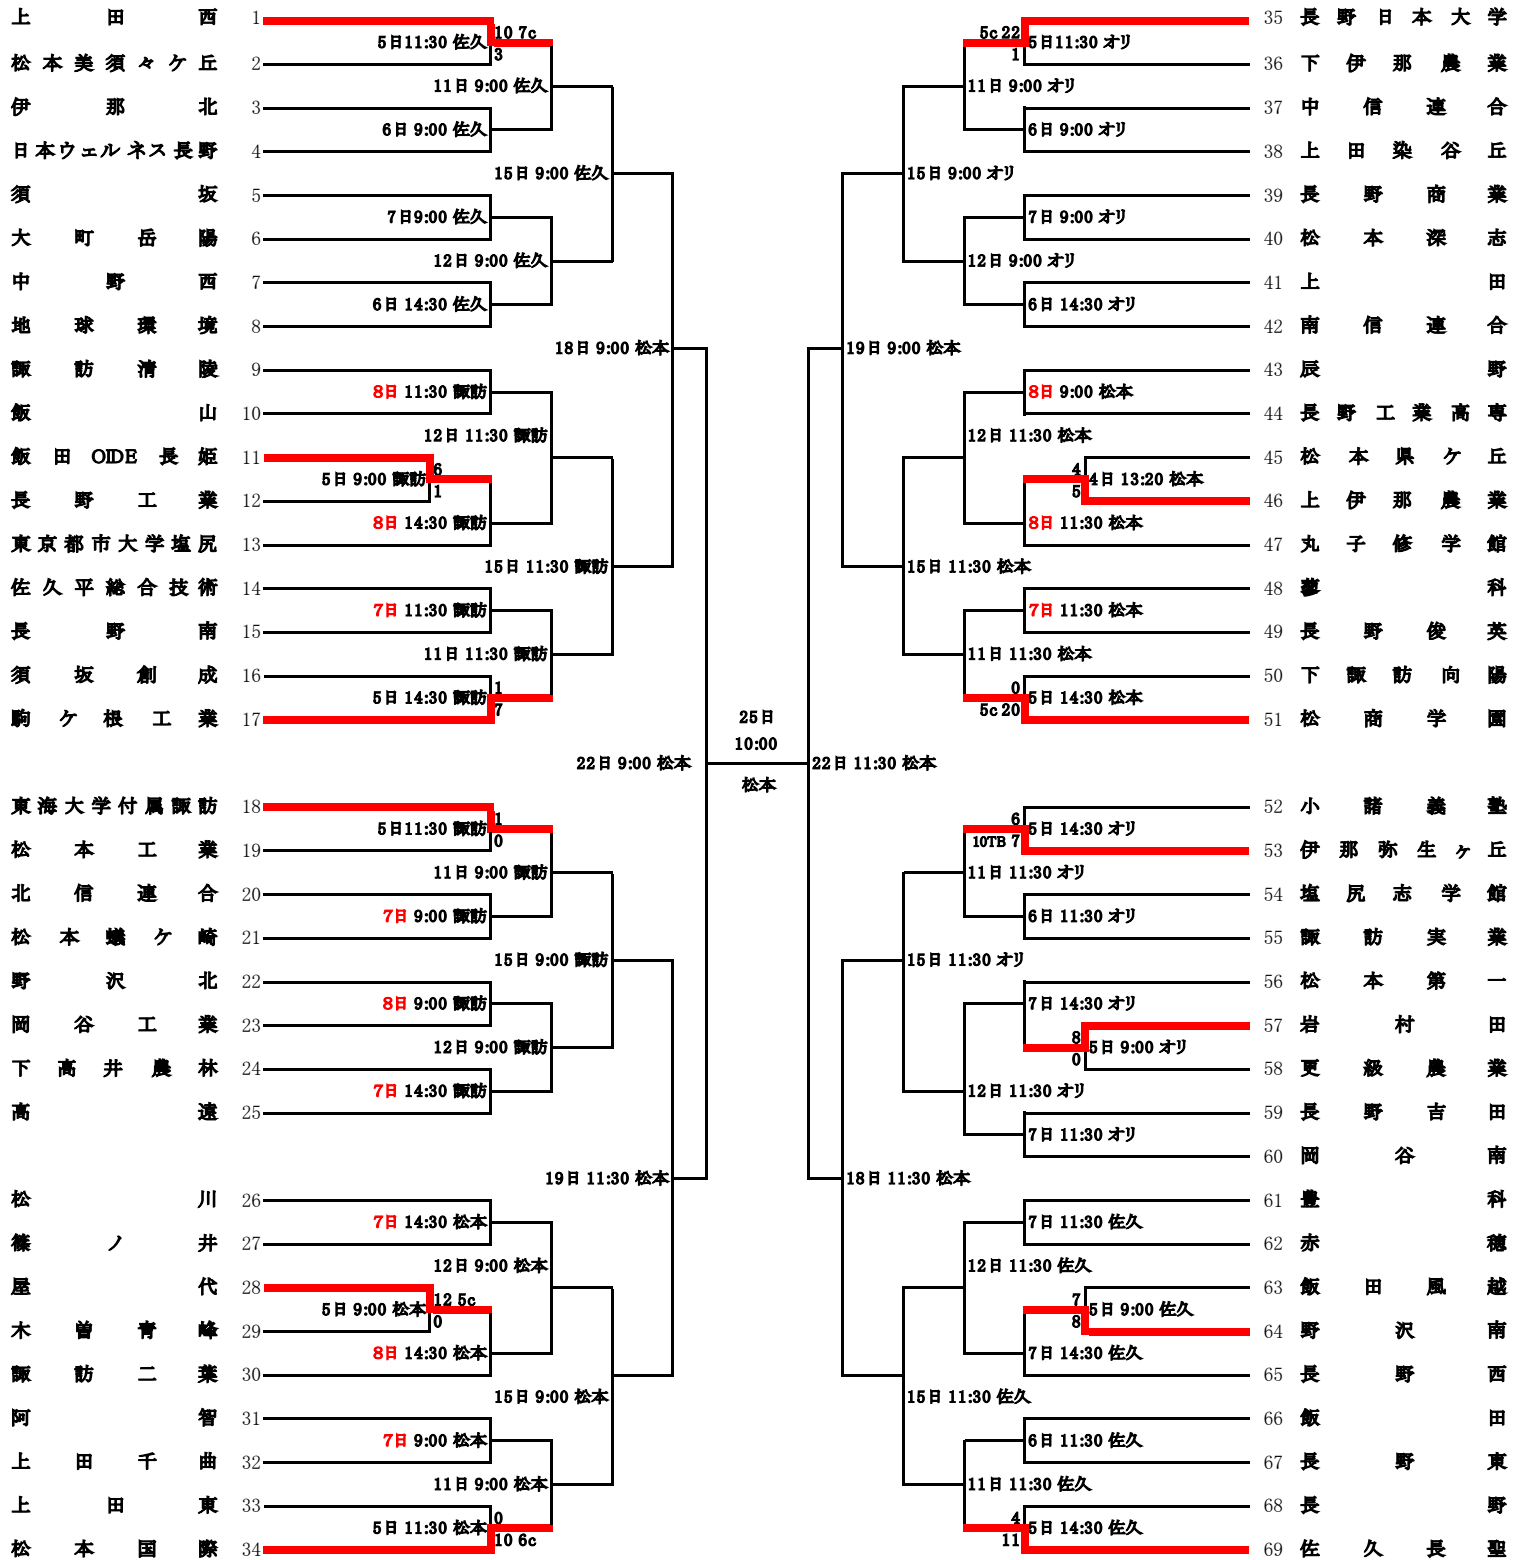 上田西 1
10 7c
5日11:30 佐久
3
松本美須々ケ丘 2
11日 9:00 佐久
伊那北 3
6日 9:00 佐久
日本ウェルネス長野 4
15日 9:00 佐久
須坂 5
7日9:00 佐久
大町岳陽 6
12日 9:00 佐久
中野西 7
6日 14:30 佐久
地球環境 8
18日 9:00 松本
諏訪清陵 9
8日 11:30 諏訪
飯山 10
12日 11:30 諏訪
飯田OIDE長姫 11
6
5日 9:00 諏訪
1
長野工業 12
8日 14:30 諏訪
東京都市大学塩尻 13
15日 11:30 諏訪
佐久平総合技術 14
7日 11:30 諏訪
長野南 15
11日 11:30 諏訪
須坂創成 16
1
5日 14:30 諏訪
7
駒ケ根工業 17
22日 9:00 松本
東海大学付属諏訪 18
1
5日11:30 諏訪
0
松本工業 19
11日 9:00 諏訪
北信連合 20
7日 9:00 諏訪
松本蟻ケ崎 21
15日 9:00 諏訪
野沢北 22
8日 9:00 諏訪
岡谷工業 23
12日 9:00 諏訪
下高井農林 24
7日 14:30 諏訪
高遠 25
19日 11:30 松本
松川 26
7日 14:30 松本
篠ノ井 27
12日 9:00 松本
屋代 28
12 5c
5日 9:00 松本
0
木曽青峰 29
8日 14:30 松本
諏訪二葉 30
15日 9:00 松本
阿智 31
7日 9:00 松本
上田千曲 32
11日 9:00 松本
上田東 33
0
5日 11:30 松本
10 6c
松本国際 34
25日
10:00
松本
35 長野日本大学
5c 22
5日11:30 オリ
1
36 下伊那農業
11日 9:00 オリ
37 中信連合
6日 9:00 オリ
38 上田染谷丘
15日 9:00 オリ
39 長野商業
7日 9:00 オリ
40 松本深志
12日 9:00 オリ
41 上田
6日 14:30 オリ
42 南信連合
19日 9:00 松本
43 辰野
8日 9:00 松本
44 長野工業高専
12日 11:30 松本
45 松本県ケ丘
4
4日 13:20 松本
5
46 上伊那農業
8日 11:30 松本
47 丸子修学館
15日 11:30 松本
48 蓼科
7日 11:30 松本
49 長野俊英
11日 11:30 松本
50 下諏訪向陽
0
5日 14:30 松本
5c 20
51 松商学園
22日 11:30 松本
52 小諸義塾
6
5日 14:30 オリ
10TB 7
53 伊那弥生ヶ丘
11日 11:30 オリ
54 塩尻志学館
6日 11:30 オリ
55 諏訪実業
15日 11:30 オリ
56 松本第一
7日 14:30 オリ
57 岩村田
8
5日 9:00 オリ
0
58 更級農業
12日 11:30 オリ
59 長野吉田
7日 11:30 オリ
60 岡谷南
18日 11:30 松本
61 豊科
7日 11:30 佐久
62 赤穂
12日 11:30 佐久
63 飯田風越
7
5日 9:00 佐久
8
64 野沢南
7日 14:30 佐久
65 長野西
15日 11:30 佐久
66 飯田
6日 11:30 佐久
67 長野東
11日 11:30 佐久
68 長野
4
5日 14:30 佐久
11
69 佐久長聖